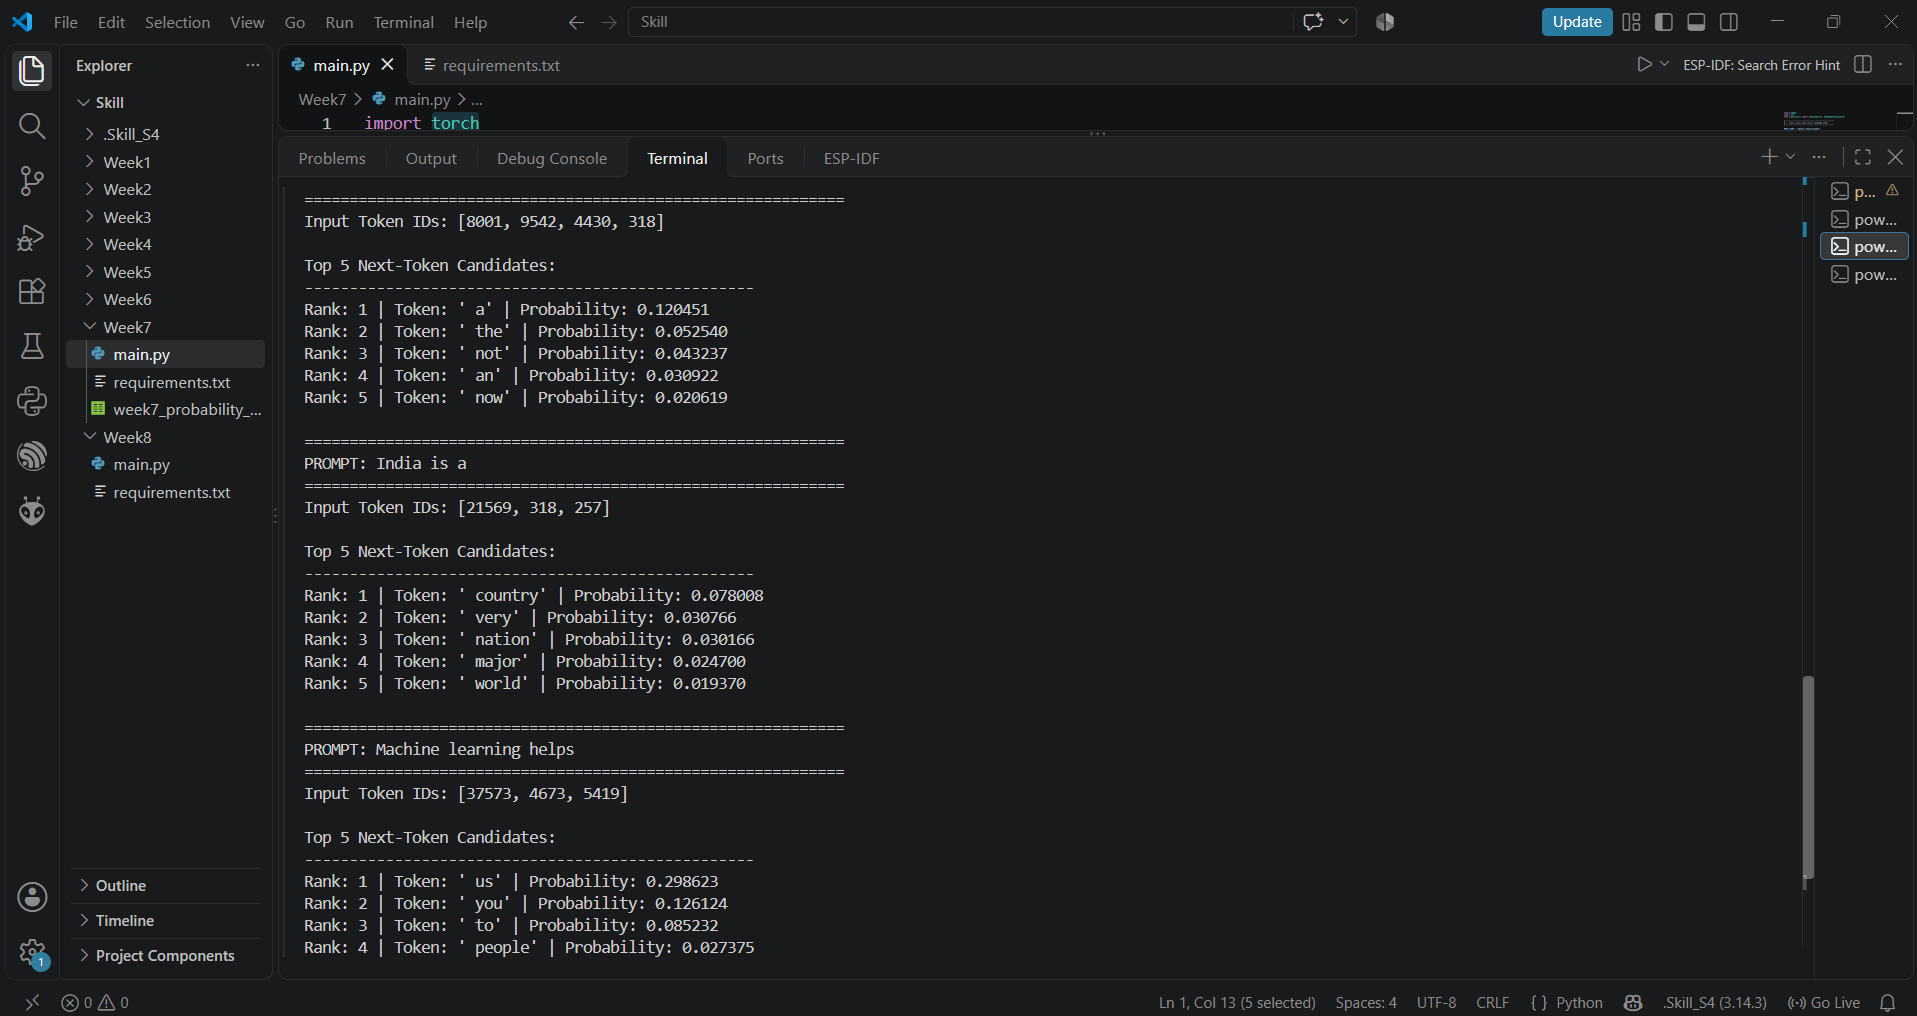 File Edit Selection View Go Run Terminal Help
Skill
Update
Explorer
Skill
.Skill_S4
Week1
Week2
Week3
Week4
Week5
Week6
Week7
main.py
requirements.txt
week7_probability_...
Week8
main.py
requirements.txt
Outline
Timeline
Project Components
1
main.py
requirements.txt
ESP-IDF: Search Error Hint
Week7 > main.py > ...
1 import torch
Problems Output Debug Console Terminal Ports ESP-IDF
============================================================
Input Token IDs: [8001, 9542, 4430, 318]
Top 5 Next-Token Candidates:
--------------------------------------------------
Rank: 1 | Token: ' a' | Probability: 0.120451
Rank: 2 | Token: ' the' | Probability: 0.052540
Rank: 3 | Token: ' not' | Probability: 0.043237
Rank: 4 | Token: ' an' | Probability: 0.030922
Rank: 5 | Token: ' now' | Probability: 0.020619
============================================================
PROMPT: India is a
============================================================
Input Token IDs: [21569, 318, 257]
Top 5 Next-Token Candidates:
--------------------------------------------------
Rank: 1 | Token: ' country' | Probability: 0.078008
Rank: 2 | Token: ' very' | Probability: 0.030766
Rank: 3 | Token: ' nation' | Probability: 0.030166
Rank: 4 | Token: ' major' | Probability: 0.024700
Rank: 5 | Token: ' world' | Probability: 0.019370
============================================================
PROMPT: Machine learning helps
============================================================
Input Token IDs: [37573, 4673, 5419]
Top 5 Next-Token Candidates:
--------------------------------------------------
Rank: 1 | Token: ' us' | Probability: 0.298623
Rank: 2 | Token: ' you' | Probability: 0.126124
Rank: 3 | Token: ' to' | Probability: 0.085232
Rank: 4 | Token: ' people' | Probability: 0.027375
p...
pow...
pow...
pow...
0 0
Ln 1, Col 13 (5 selected) Spaces: 4 UTF-8 CRLF { } Python .Skill_S4 (3.14.3) Go Live